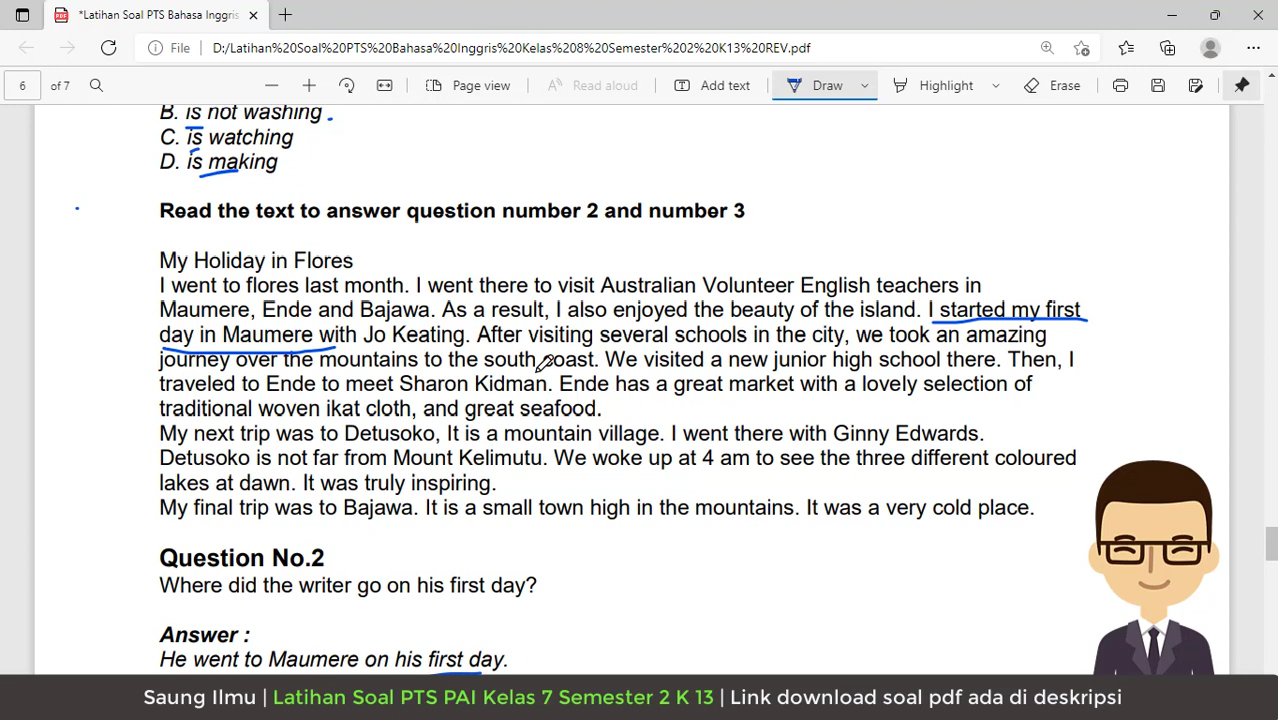 *Latihan Soal PTS Bahasa Inggris
File
D:/Latihan%20Soal%20PTS%20Bahasa%20Inggris%20Kelas%208%20Semester%202%20K13%20REV.pdf
6 of 7
Page view
Read aloud
Add text
Draw
Highlight
Erase
B. is not washing
C. is watching
D. is making
Read the text to answer question number 2 and number 3
My Holiday in Flores
I went to flores last month. I went there to visit Australian Volunteer English teachers in
Maumere, Ende and Bajawa. As a result, I also enjoyed the beauty of the island. I started my first
day in Maumere with Jo Keating. After visiting several schools in the city, we took an amazing
journey over the mountains to the south coast. We visited a new junior high school there. Then, I
traveled to Ende to meet Sharon Kidman. Ende has a great market with a lovely selection of
traditional woven ikat cloth, and great seafood.
My next trip was to Detusoko, It is a mountain village. I went there with Ginny Edwards.
Detusoko is not far from Mount Kelimutu. We woke up at 4 am to see the three different coloured
lakes at dawn. It was truly inspiring.
My final trip was to Bajawa. It is a small town high in the mountains. It was a very cold place.
Question No.2
Where did the writer go on his first day?
Answer :
He went to Maumere on his first day.
Saung Ilmu | Latihan Soal PTS PAI Kelas 7 Semester 2 K 13 | Link download soal pdf ada di deskripsi